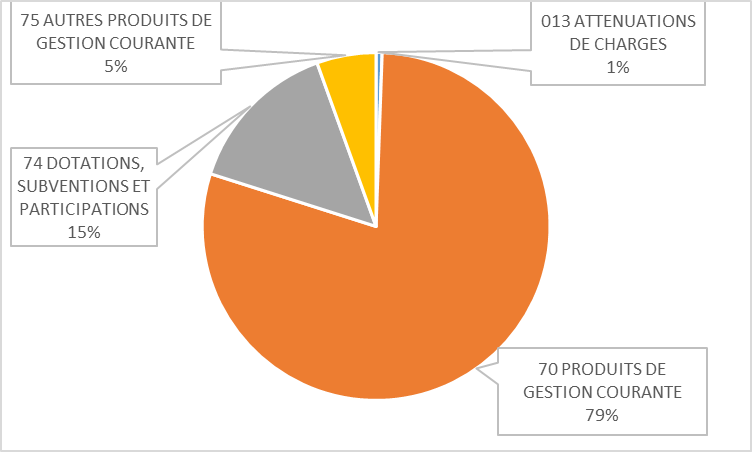 75 AUTRES PRODUITS DE
GESTION COURANTE
5%
013 ATTENUATIONS
DE CHARGES
1%
74 DOTATIONS,
SUBVENTIONS ET
PARTICIPATIONS
15%
70 PRODUITS DE
GESTION COURANTE
79%